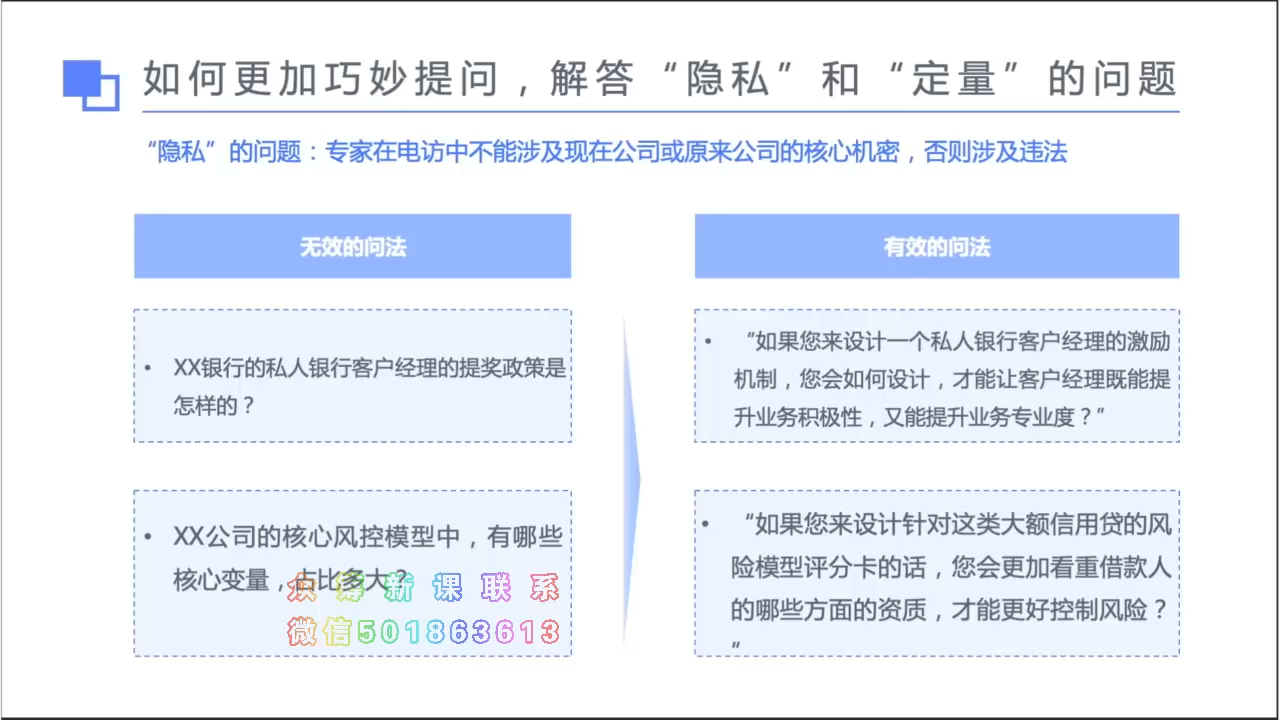 如何更加巧妙提问，解答“隐私”和“定量”的问题
“隐私”的问题：专家在电访中不能涉及现在公司或原来公司的核心机密，否则涉及违法
无效的问法
• XX银行的私人银行客户经理的提奖政策是
怎样的？
• XX公司的核心风控模型中，有哪些
核心变量，占比多大？
众筹新课联系
微信501863613
有效的问法
• “如果您来设计一个私人银行客户经理的激励
机制，您会如何设计，才能让客户经理既能提
升业务积极性，又能提升业务专业度？”
• “如果您来设计针对这类大额信用贷的风
险模型评分卡的话，您会更加看重借款人
的哪些方面的资质，才能更好控制风险？
”